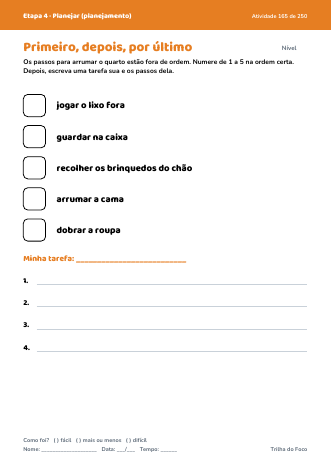 Etapa 4 · Planejar (planejamento)
Atividade 165 de 250
Primeiro, depois, por último
Nível
Os passos para arrumar o quarto estão fora de ordem. Numere de 1 a 5 na ordem certa.
Depois, escreva uma tarefa sua e os passos dela.
jogar o lixo fora
guardar na caixa
recolher os brinquedos do chão
arrumar a cama
dobrar a roupa
Minha tarefa: __________________________
1.
2.
3.
4.
Como foi? ( ) fácil ( ) mais ou menos ( ) difícil
Nome: ____________________ Data: ___/___ Tempo: ______
Trilha do Foco